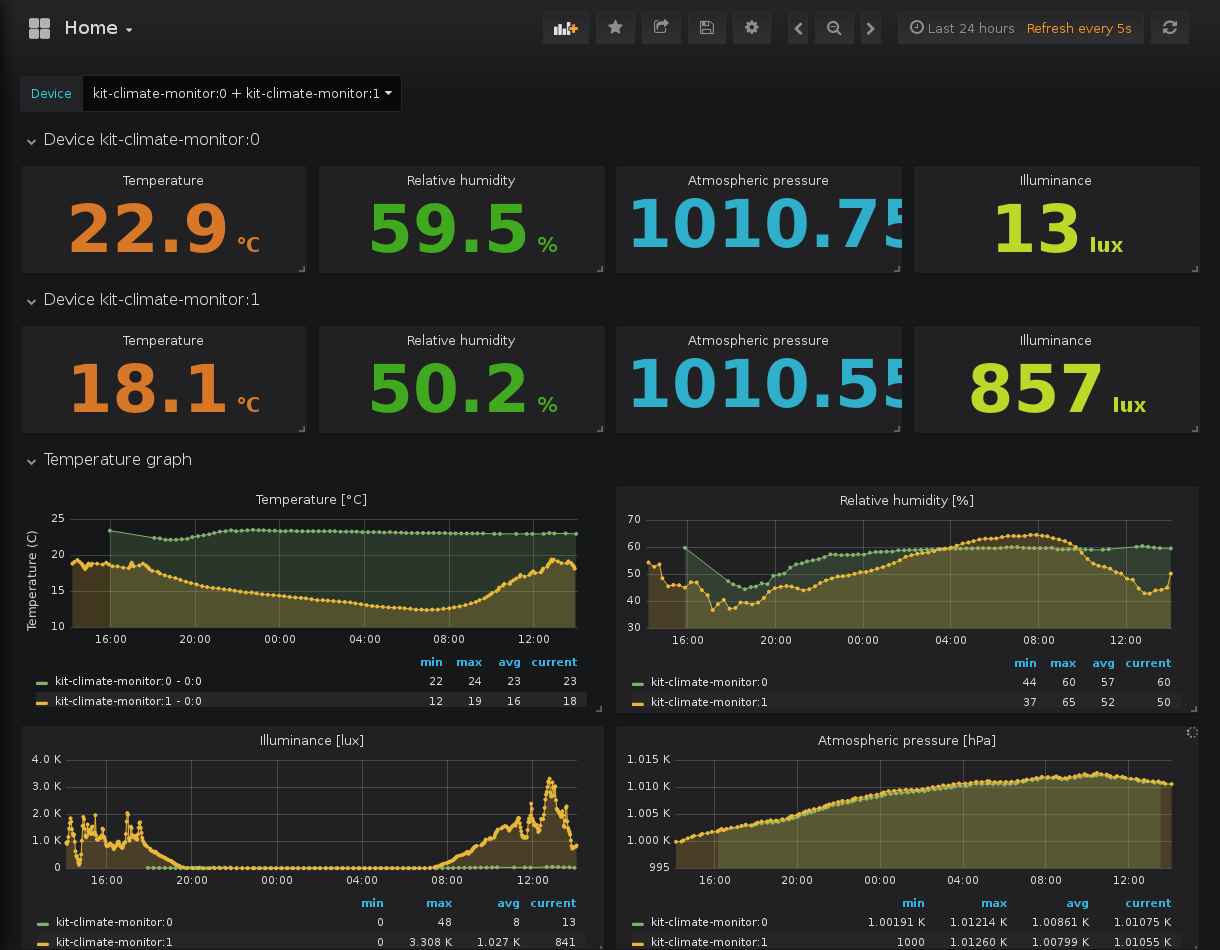 Home
Last 24 hours Refresh every 5s
Device kit-climate-monitor:0 + kit-climate-monitor:1
Device kit-climate-monitor:0
Temperature Relative humidity Atmospheric pressure Illuminance
22.9 °C 59.5 % 1010.75 13 lux
Device kit-climate-monitor:1
Temperature Relative humidity Atmospheric pressure Illuminance
18.1 °C 50.2 % 1010.55 857 lux
Temperature graph
Temperature [°C]
Temperature (C)
25
20
15
10
16:00 20:00 00:00 04:00 08:00 12:00
min max avg current
kit-climate-monitor:0 - 0:0 22 24 23 23
kit-climate-monitor:1 - 0:0 12 19 16 18
Relative humidity [%]
70
60
50
40
30
16:00 20:00 00:00 04:00 08:00 12:00
min max avg current
kit-climate-monitor:0 44 60 57 60
kit-climate-monitor:1 37 65 52 50
Illuminance [lux]
4.0 K
3.0 K
2.0 K
1.0 K
0
16:00 20:00 00:00 04:00 08:00 12:00
min max avg current
kit-climate-monitor:0 0 48 8 13
kit-climate-monitor:1 0 3.308 K 1.027 K 841
Atmospheric pressure [hPa]
1.015 K
1.010 K
1.005 K
1.000 K
995
16:00 20:00 00:00 04:00 08:00 12:00
min max avg current
kit-climate-monitor:0 1.00191 K 1.01214 K 1.00861 K 1.01075 K
kit-climate-monitor:1 1000 1.01260 K 1.00799 K 1.01055 K